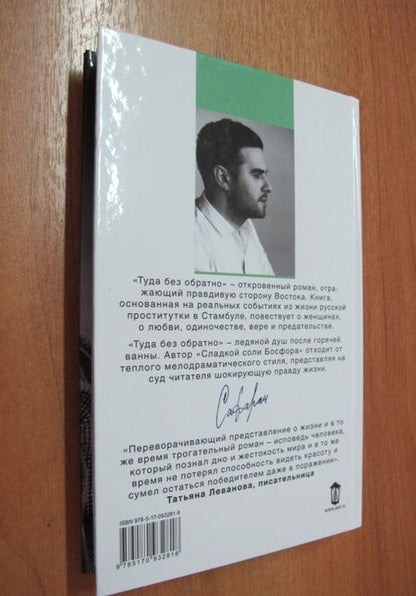 «Туда без обратно» – откровенный роман, отра-
жающий правдивую сторону Востока. Книга,
основанная на реальных событиях из жизни русской
проститутки в Стамбуле, повествует о женщинах,
о любви, одиночестве, вере и предательстве.
«Туда без обратно» – ледяной душ после горячей
ванны. Автор «Сладкой соли Босфора» отходит от
теплого мелодраматического стиля, представляя на
суд читателя шокирующую правду жизни.
Сафарли
«Переворачивающий представление о жизни и в то
же время трогательный роман – исповедь человека,
который познал дно и жестокость мира и в то же
время не потерял способность видеть красоту и
сумел остаться победителем даже в поражении».
Татьяна Леванова, писательница
www.ast.ru
ISBN 978-5-17-093281-8
9 785170 932818